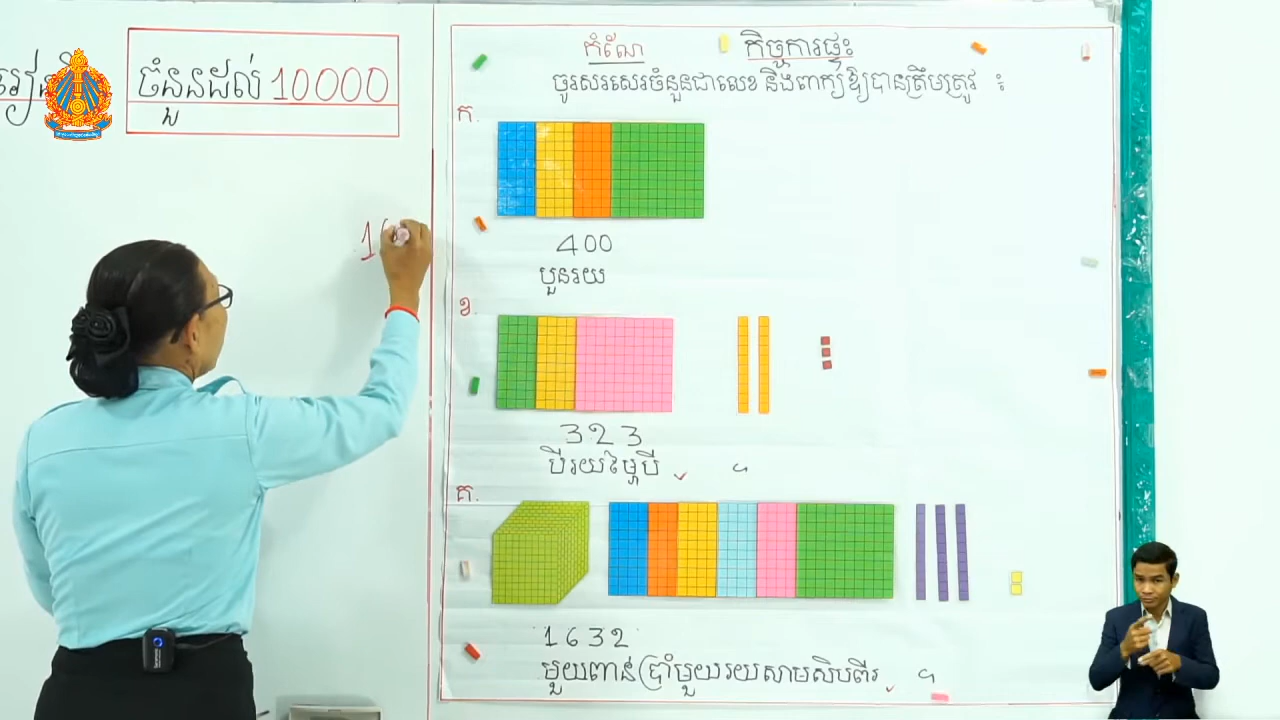 ចំនួនដល់ 10000
កំណែ កិច្ចការផ្ទះ
ចូរសរសេរចំនួនជាលេខ និងពាក្យឱ្យបានត្រឹមត្រូវ ៖
ក.
400
បួនរយ
ខ.
323
បីរយម្ភៃបី
គ.
1632
មួយពាន់ប្រាំមួយរយសាមសិបពីរ